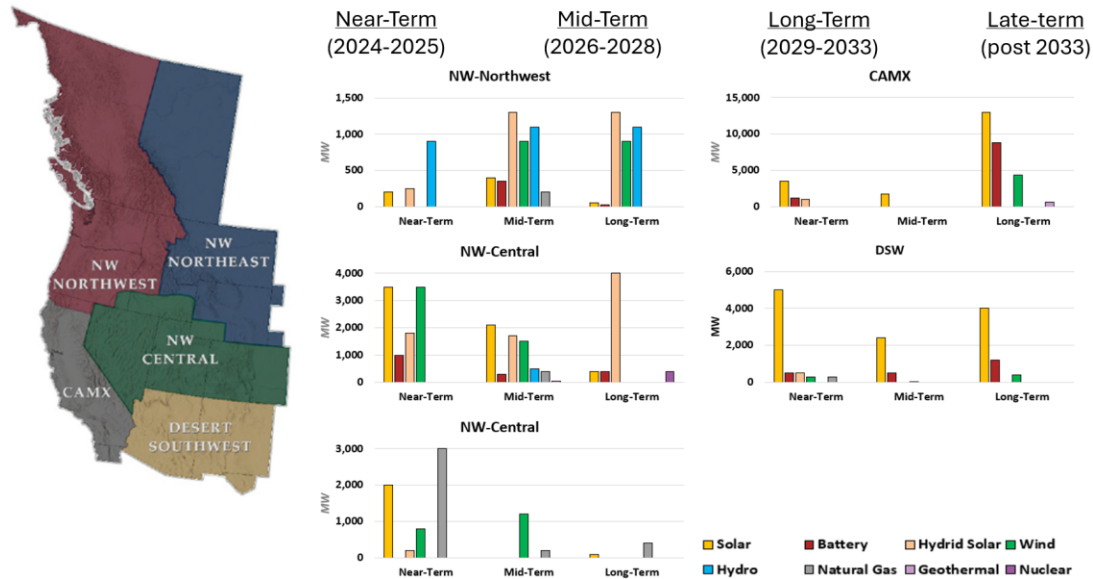 Near-Term
(2024-2025)
Mid-Term
(2026-2028)
Long-Term
(2029-2033)
Late-term
(post 2033)
NW
NORTHWEST
NW
NORTHEAST
NW
CENTRAL
CAMX
DESERT
SOUTHWEST
NW-Northwest
MW
1,500
1,000
500
0
Near-Term Mid-Term Long-Term
NW-Central
MW
4,000
3,000
2,000
1,000
0
Near-Term Mid-Term Long-Term
NW-Central
MW
3,000
2,000
1,000
0
Near-Term Mid-Term Long-Term
CAMX
MW
15,000
10,000
5,000
0
Near-Term Mid-Term Long-Term
DSW
MW
6,000
4,000
2,000
0
Near-Term Mid-Term Long-Term
Solar Battery Hydrid Solar Wind
Hydro Natural Gas Geothermal Nuclear